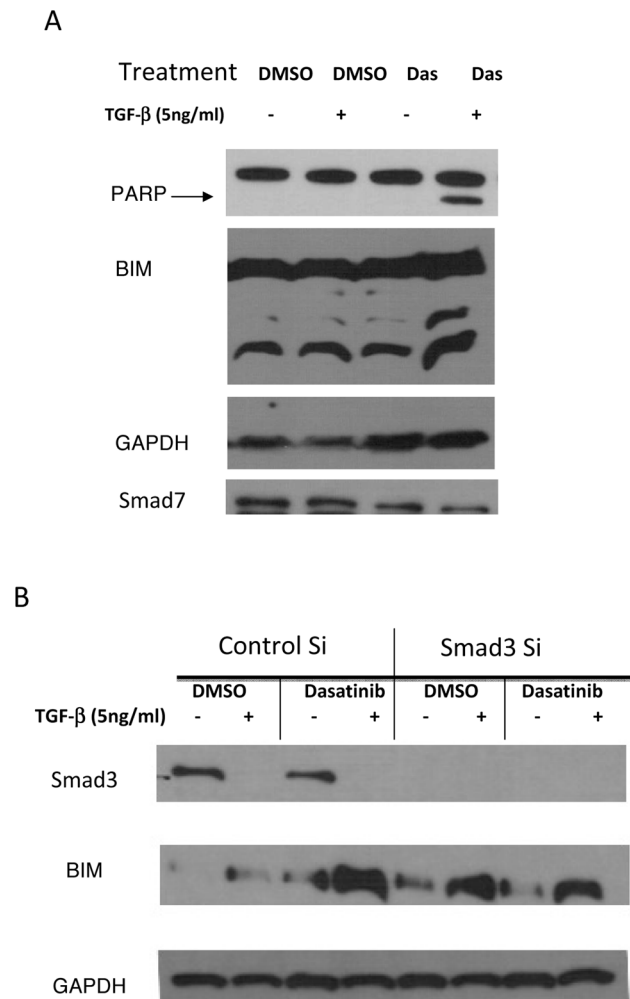 A
Treatment DMSO DMSO Das Das
TGF-β (5ng/ml) - + - +
PARP
BIM
GAPDH
Smad7
B
Control Si Smad3 Si
DMSO Dasatinib DMSO Dasatinib
TGF-β (5ng/ml) - + - + - + - +
Smad3
BIM
GAPDH